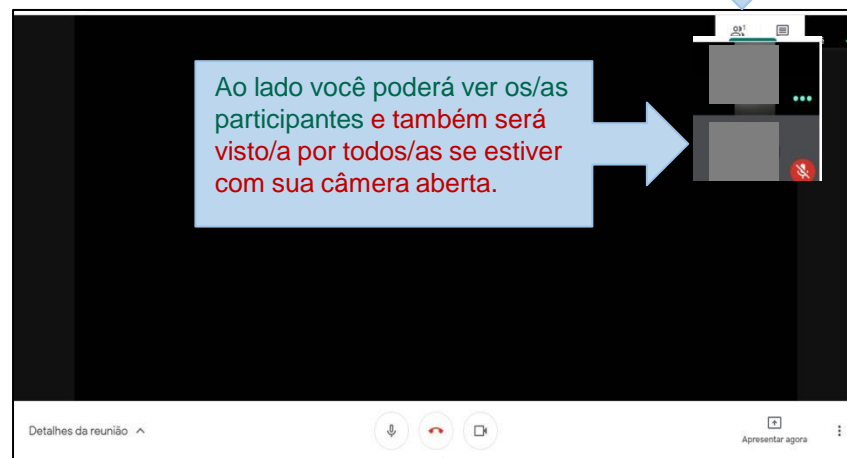 Ao lado você poderá ver os/as
participantes e também será
visto/a por todos/as se estiver
com sua câmera aberta.
Detalhes da reunião
Apresentar agora